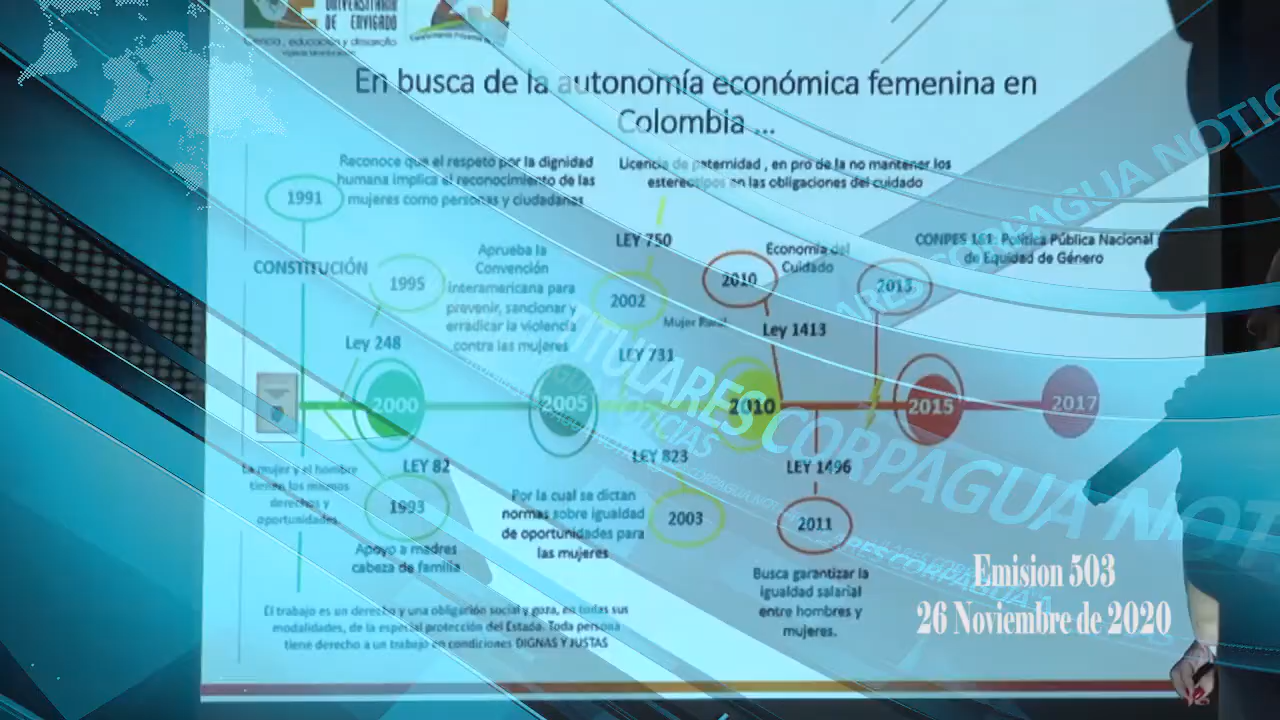 UNIVERSITARIO
DE ENVIGADO
Ciencia, educación y desarrollo
En busca de la autonomía económica femenina en
Colombia ...
Reconoce que el respeto por la dignidad
humana implica el reconocimiento de las
mujeres como personas y ciudadanas
1991
CONSTITUCIÓN
Licencia de paternidad , en pro de la no mantener los
estereotipos en las obligaciones del cuidado
LEY 750
2002
Mujer Rural
LEY 731
1995
Ley 248
Aprueba la
Convención
Interamericana para
prevenir, sancionar y
erradicar la violencia
contra las mujeres
2010
Economía del
Cuidado
Ley 1413
CONPES 161: Política Pública Nacional
de Equidad de Género
2013
2000
2005
2010
2015
2017
La mujer y el hombre
tienen los mismos
derechos y
oportunidades.
LEY 82
1993
Apoyo a madres
cabeza de familia
Por la cual se dictan
normas sobre igualdad
de oportunidades para
las mujeres
LEY 823
2003
LEY 1496
2011
Busca garantizar la
igualdad salarial
entre hombres y
mujeres.
El trabajo es un derecho y una obligación social y goza, en todas sus
modalidades, de la especial protección del Estado. Toda persona
tiene derecho a un trabajo en condiciones DIGNAS Y JUSTAS
TITULARES CORPAGUA NOT
NOTICIAS
CORPAGUA NOTIC
Emision 503
26 Noviembre de 2020